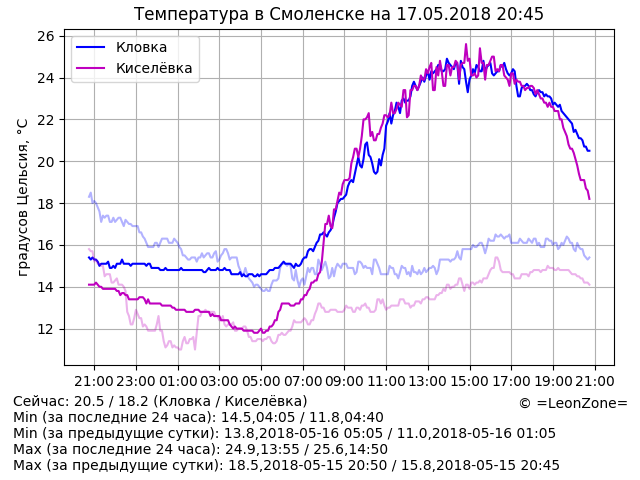 Температура в Смоленске на 17.05.2018 20:45
градусов Цельсия, °C
26
24
22
20
18
16
14
12
Кловка
Киселёвка
21:00 23:00 01:00 03:00 05:00 07:00 09:00 11:00 13:00 15:00 17:00 19:00 21:00
Сейчас: 20.5 / 18.2 (Кловка / Киселёвка)
© =LeonZone=
Min (за последние 24 часа): 14.5,04:05 / 11.8,04:40
Min (за предыдущие сутки): 13.8,2018-05-16 05:05 / 11.0,2018-05-16 01:05
Max (за последние 24 часа): 24.9,13:55 / 25.6,14:50
Max (за предыдущие сутки): 18.5,2018-05-15 20:50 / 15.8,2018-05-15 20:45